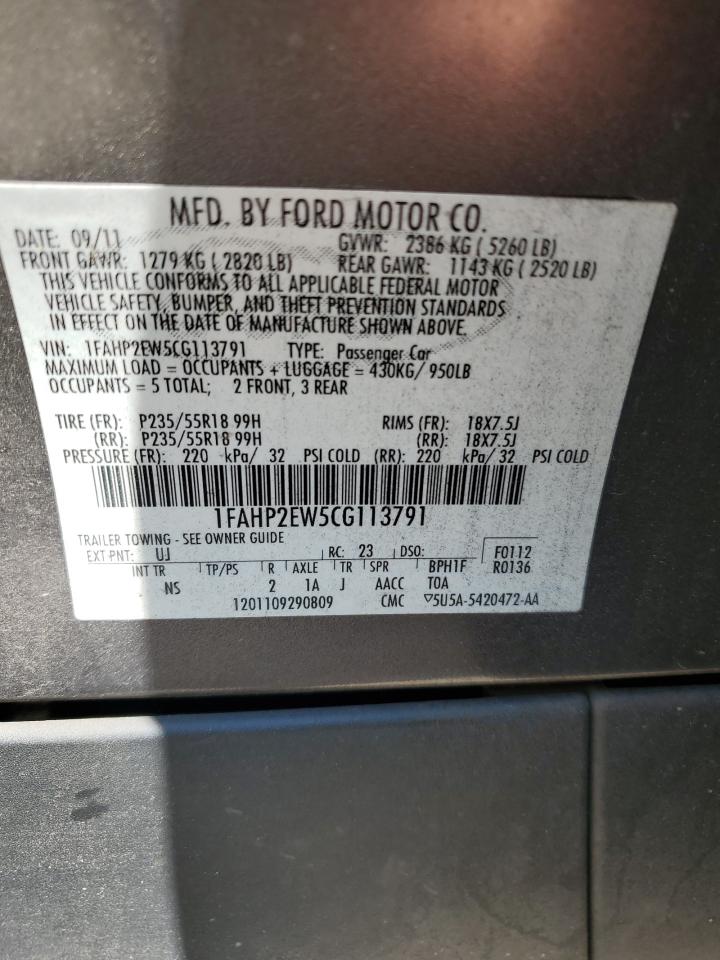 MFD. BY FORD MOTOR CO.
DATE: 09/11 GVWR: 2386 KG ( 5260 LB)
FRONT GAWR: 1279 KG ( 2820 LB) REAR GAWR: 1143 KG ( 2520 LB)
THIS VEHICLE CONFORMS TO ALL APPLICABLE FEDERAL MOTOR
VEHICLE SAFETY, BUMPER, AND THEFT PREVENTION STANDARDS
IN EFFECT ON THE DATE OF MANUFACTURE SHOWN ABOVE.
VIN: 1FAHP2EW5CG113791 TYPE: Passenger Car
MAXIMUM LOAD = OCCUPANTS + LUGGAGE = 430KG/ 950LB
OCCUPANTS = 5 TOTAL; 2 FRONT, 3 REAR
TIRE (FR): P235/55R18 99H RIMS (FR): 18X7.5J
(RR): P235/55R18 99H (RR): 18X7.5J
PRESSURE (FR): 220 kPa/ 32 PSI COLD (RR): 220 kPa/ 32 PSI COLD
1FAHP2EW5CG113791
TRAILER TOWING - SEE OWNER GUIDE
EXT PNT: UJ RC: 23 DSO: F0112
INT TR TP/PS R AXLE TR SPR BPH1F R0136
NS 2 1A J AACC TOA
1201109290809 CMC ▽5U5A-5420472-AA